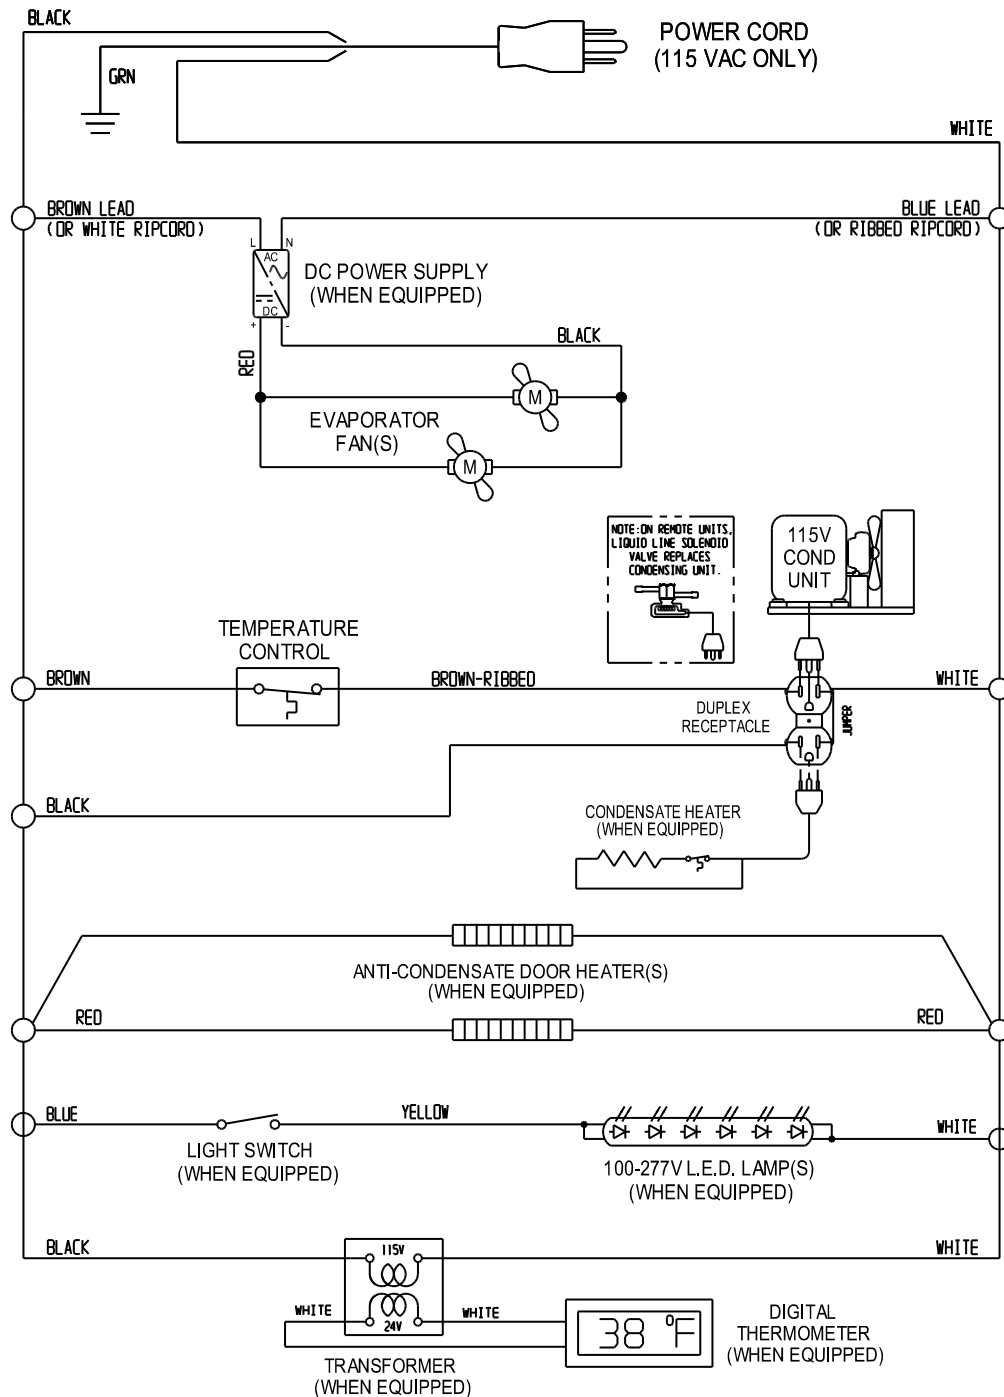 BLACK
POWER CORD
(115 VAC ONLY)
GRN
WHITE
BROWN LEAD
(OR WHITE RIPCORD)
BLUE LEAD
(OR RIBBED RIPCORD)
L
N
AC
DC
+
-
DC POWER SUPPLY
(WHEN EQUIPPED)
BLACK
RED
M
EVAPORATOR
FAN(S)
M
NOTE:ON REMOTE UNITS,
LIQUID LINE SOLENOID
VALVE REPLACES
CONDENSING UNIT.
115V
COND
UNIT
TEMPERATURE
CONTROL
BROWN
BROWN-RIBBED
WHITE
DUPLEX
RECEPTACLE
JUMPER
BLACK
CONDENSATE HEATER
(WHEN EQUIPPED)
ANTI-CONDENSATE DOOR HEATER(S)
(WHEN EQUIPPED)
RED
RED
BLUE
YELLOW
WHITE
LIGHT SWITCH
(WHEN EQUIPPED)
100-277V L.E.D. LAMP(S)
(WHEN EQUIPPED)
BLACK
115V
WHITE
WHITE
24V
WHITE
38 °F
DIGITAL
THERMOMETER
(WHEN EQUIPPED)
TRANSFORMER
(WHEN EQUIPPED)